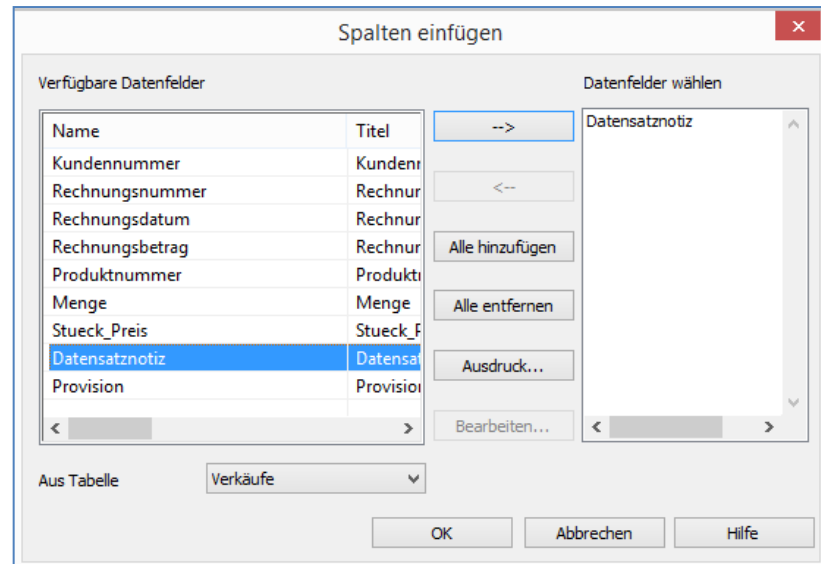 Spalten einfügen
Verfügbare Datenfelder
Datenfelder wählen
Name Titel
Kundennummer
Rechnungsnummer
Rechnungsdatum
Rechnungsbetrag
Produktnummer
Menge Menge
Stueck_Preis
Datensatznotiz
Provision
-->
<--
Alle hinzufügen
Alle entfernen
Ausdruck...
Bearbeiten...
Datensatznotiz
Aus Tabelle Verkäufe
OK Abbrechen Hilfe